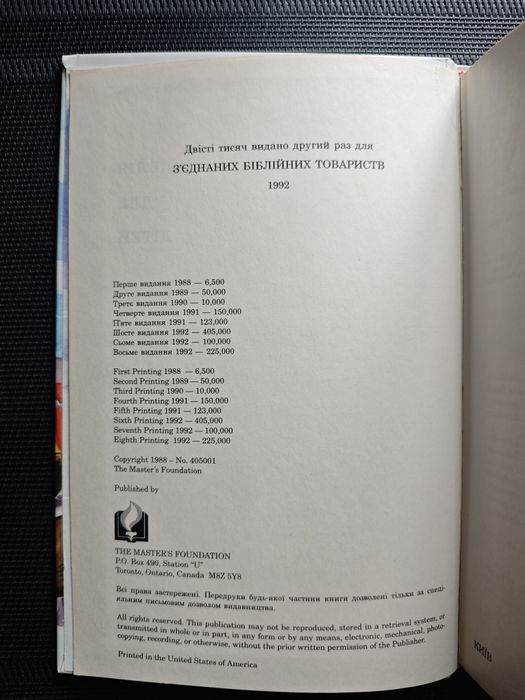 Двісті тисяч видано другий раз для
З'ЄДНАНИХ БІБЛІЙНИХ ТОВАРИСТВ
1992
Перше видання 1988 — 6,500
Друге видання 1989 — 50,000
Третє видання 1990 — 10,000
Четверте видання 1991 — 150,000
П'яте видання 1991 — 123,000
Шосте видання 1992 — 405,000
Сьоме видання 1992 — 100,000
Восьме видання 1992 — 225,000
First Printing 1988 — 6,500
Second Printing 1989 — 50,000
Third Printing 1990 — 10,000
Fourth Printing 1991 — 150,000
Fifth Printing 1991 — 123,000
Sixth Printing 1992 — 405,000
Seventh Printing 1992 — 100,000
Eighth Printing 1992 — 225,000
Copyright 1988 – No. 405001
The Master's Foundation
Published by
THE MASTER'S FOUNDATION
P.O. Box 490, Station "U"
Toronto, Ontario, Canada M8Z 5Y8
Всі права застережені. Передруки будь-якої частини книги дозволені тільки за спеці-
яльним письмовим дозволом видавництва.
All rights reserved. This publication may not be reproduced, stored in a retrieval system, or
transmitted in whole or in part, in any form or by any means, electronic, mechanical, photo-
copying, recording, or otherwise, without the prior written permission of the Publisher.
Printed in the United States of America
КИЇВ